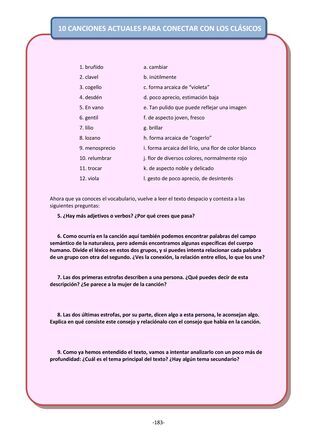 10 CANCIONES ACTUALES PARA CONECTAR CON LOS CLÁSICOS
1. bruñido a. cambiar
2. clavel b. inútilmente
3. cogello c. forma arcaica de “violeta”
4. desdén d. poco aprecio, estimación baja
5. En vano e. Tan pulido que puede reflejar una imagen
6. gentil f. de aspecto joven, fresco
7. lilio g. brillar
8. lozano h. forma arcaica de “cogerlo”
9. menosprecio i. forma arcaica del lirio, una flor de color blanco
10. relumbrar j. flor de diversos colores, normalmente rojo
11. trocar k. de aspecto noble y delicado
12. viola l. gesto de poco aprecio, de desinterés
Ahora que ya conoces el vocabulario, vuelve a leer el texto despacio y contesta a las
siguientes preguntas:
5. ¿Hay más adjetivos o verbos? ¿Por qué crees que pasa?
6. Como ocurría en la canción aquí también podemos encontrar palabras del campo
semántico de la naturaleza, pero además encontramos algunas específicas del cuerpo
humano. Divide el léxico en estos dos grupos, y si puedes intenta relacionar cada palabra
de un grupo con otra del segundo. ¿Ves la conexión, la relación entre ellos, lo que los une?
7. Las dos primeras estrofas describen a una persona. ¿Qué puedes decir de esta
descripción? ¿Se parece a la mujer de la canción?
8. Las dos últimas estrofas, por su parte, dicen algo a esta persona, le aconsejan algo.
Explica en qué consiste este consejo y relaciónalo con el consejo que había en la canción.
9. Como ya hemos entendido el texto, vamos a intentar analizarlo con un poco más de
profundidad: ¿Cuál es el tema principal del texto? ¿Hay algún tema secundario?
-183-